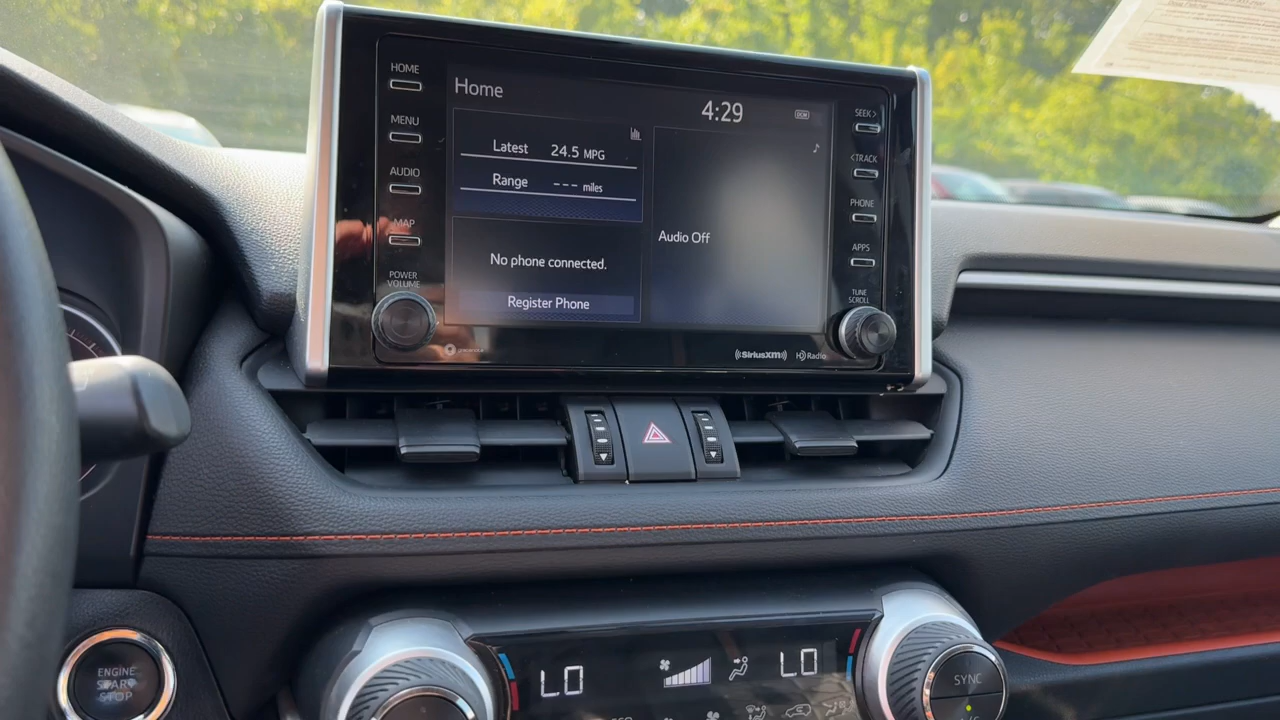 HOME
MENU
AUDIO
MAP
POWER
VOLUME
Home
4:29
DCM
Latest 24.5 MPG
Range --- miles
No phone connected.
Register Phone
Audio Off
SEEK >
< TRACK
PHONE
APPS
TUNE
SCROLL
((SiriusXM))
HD Radio
ENGINE
START
STOP
LO
LO
SYNC